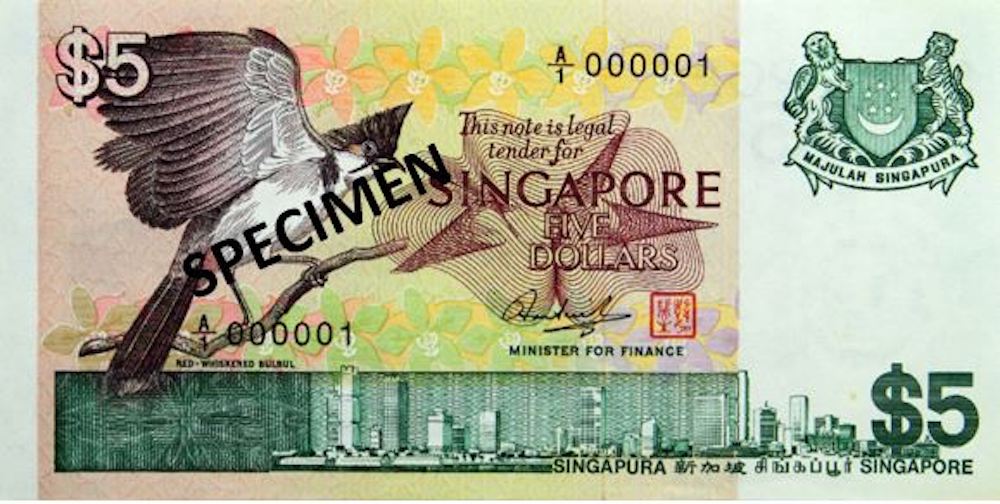 $5
A/1 000001
This note is legal
tender for
SINGAPORE
FIVE
DOLLARS
MAJULAH SINGAPURA
SPECIMEN
A/1 000001
MINISTER FOR FINANCE
RED-WHISKERED BULBUL
$5
SINGAPURA 新加坡 சிங்கப்பூர் SINGAPORE